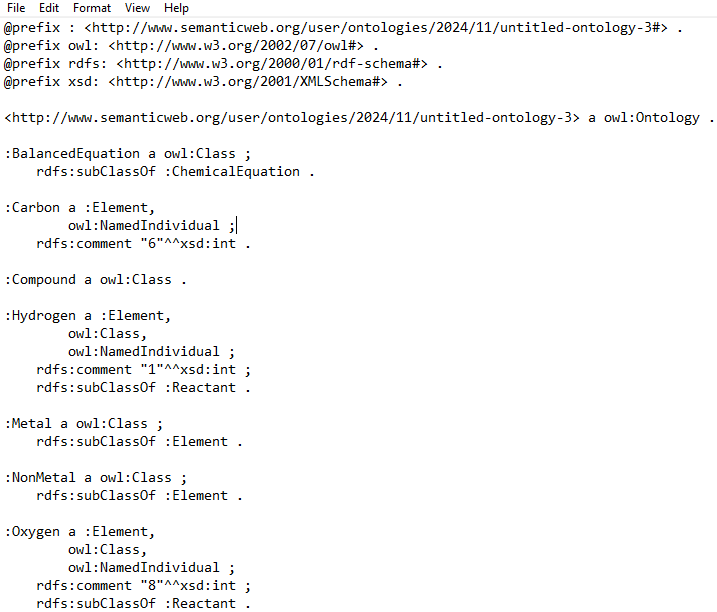 File Edit Format View Help
@prefix : <http://www.semanticweb.org/user/ontologies/2024/11/untitled-ontology-3#> .
@prefix owl: <http://www.w3.org/2002/07/owl#> .
@prefix rdfs: <http://www.w3.org/2000/01/rdf-schema#> .
@prefix xsd: <http://www.w3.org/2001/XMLSchema#> .

<http://www.semanticweb.org/user/ontologies/2024/11/untitled-ontology-3> a owl:Ontology .

:BalancedEquation a owl:Class ;
    rdfs:subClassOf :ChemicalEquation .

:Carbon a :Element,
        owl:NamedIndividual ;
    rdfs:comment "6"^^xsd:int .

:Compound a owl:Class .

:Hydrogen a :Element,
        owl:Class,
        owl:NamedIndividual ;
    rdfs:comment "1"^^xsd:int ;
    rdfs:subClassOf :Reactant .

:Metal a owl:Class ;
    rdfs:subClassOf :Element .

:NonMetal a owl:Class ;
    rdfs:subClassOf :Element .

:Oxygen a :Element,
        owl:Class,
        owl:NamedIndividual ;
    rdfs:comment "8"^^xsd:int ;
    rdfs:subClassOf :Reactant .